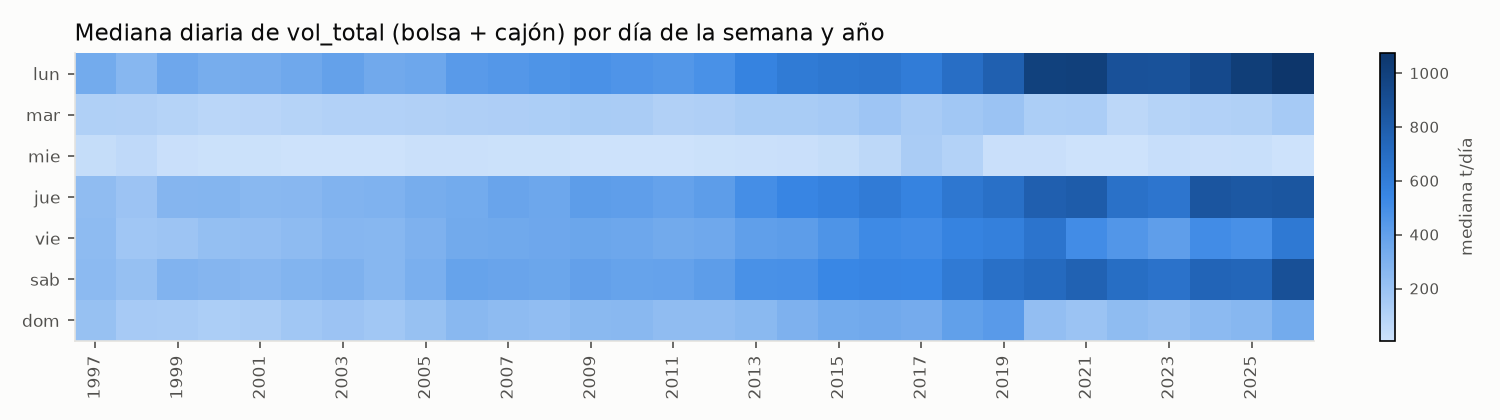 Mediana diaria de vol_total (bolsa + cajón) por día de la semana y año
lun
mar
mie
jue
vie
sab
dom
1997
1999
2001
2003
2005
2007
2009
2011
2013
2015
2017
2019
2021
2023
2025
1000
800
600
400
200
mediana t/día